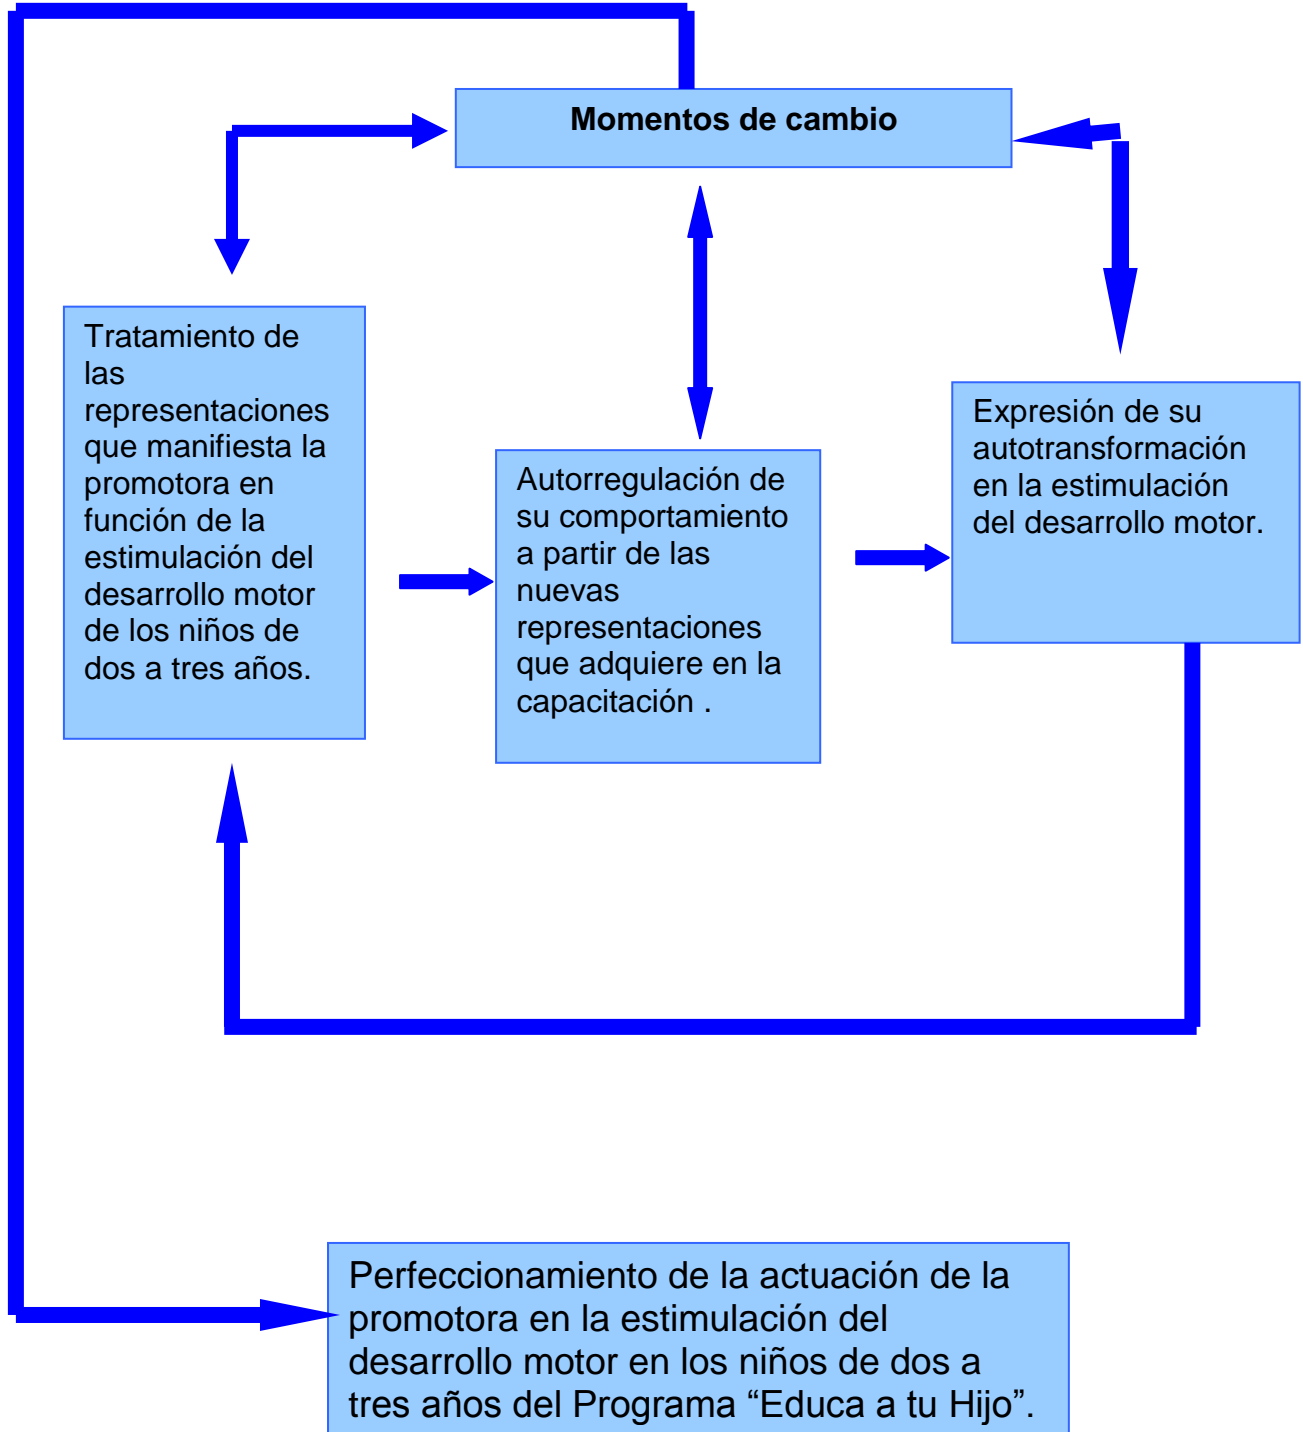 Momentos de cambio
Tratamiento de
las
representaciones
que manifiesta la
promotora en
función de la
estimulación del
desarrollo motor
de los niños de
dos a tres años.
Autorregulación de
su comportamiento
a partir de las
nuevas
representaciones
que adquiere en la
capacitación .
Expresión de su
autotransformación
en la estimulación
del desarrollo motor.
Perfeccionamiento de la actuación de la
promotora en la estimulación del
desarrollo motor en los niños de dos a
tres años del Programa “Educa a tu Hijo”.